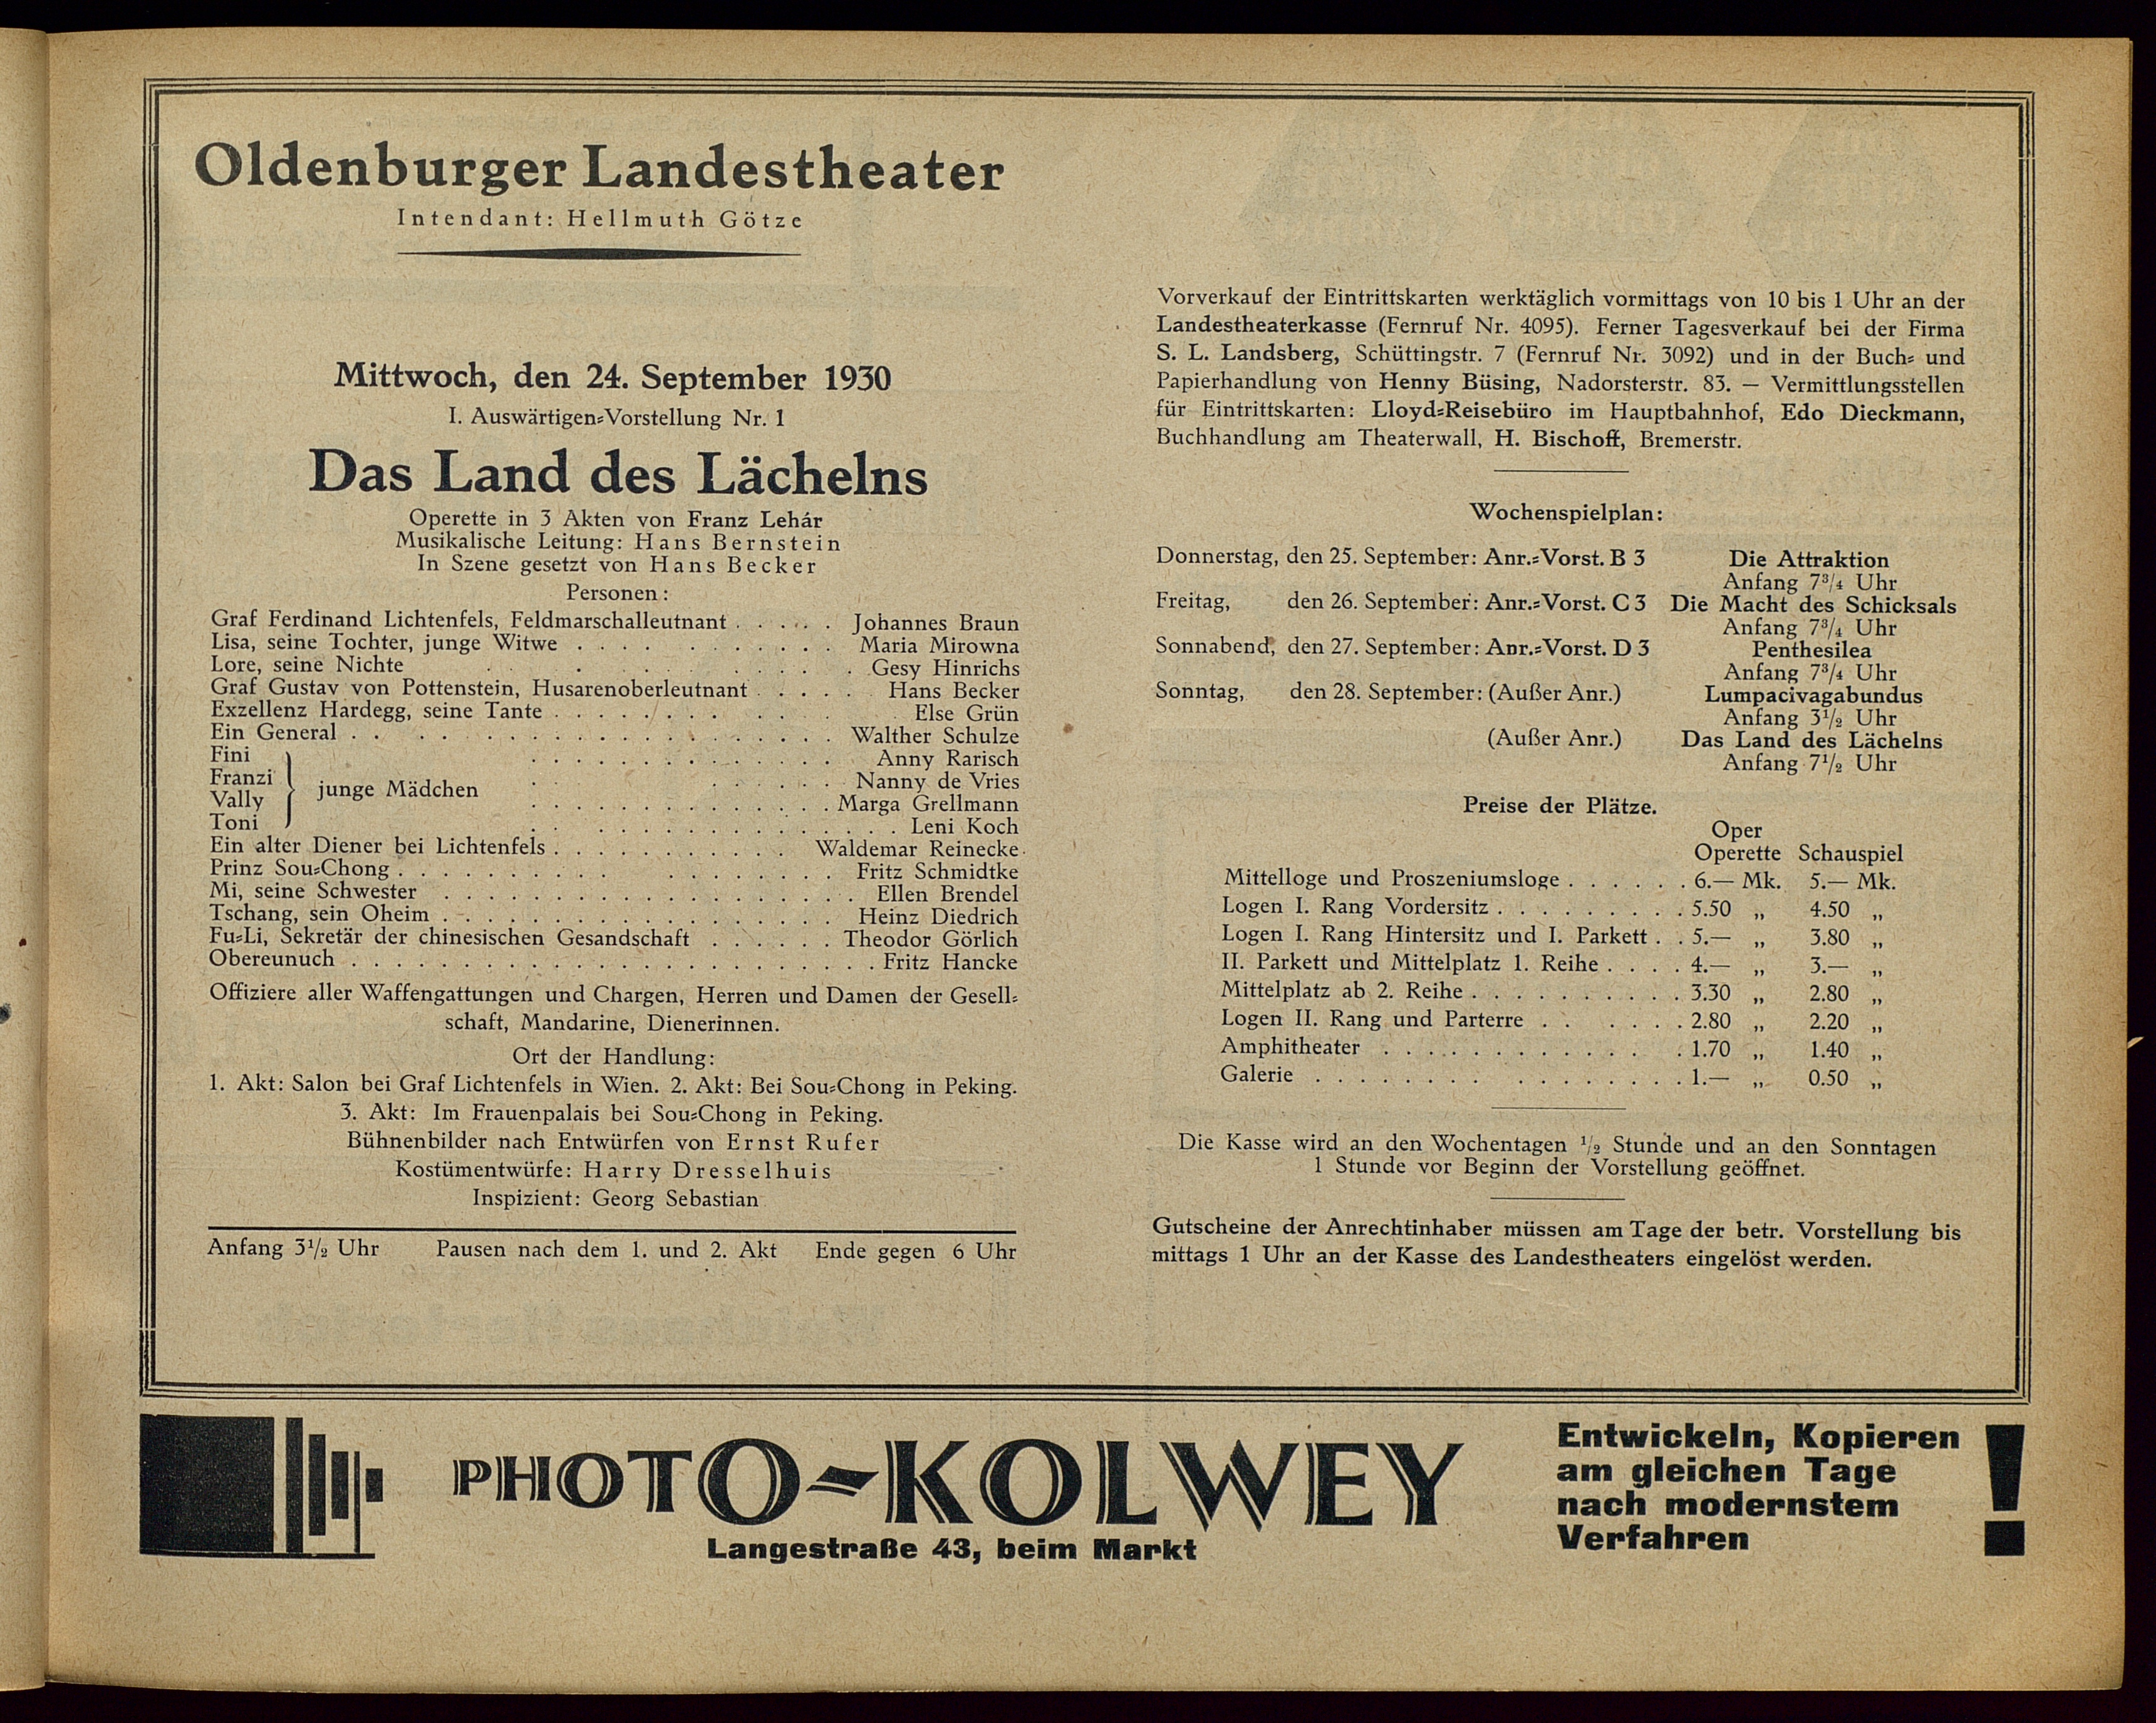 Oldenburger Landestheater
Intendant: Hellmuth Götze
Mittwoch, den 24. September 1930
I. Auswärtigen-Vorstellung Nr. 1
Das Land des Lächelns
Operette in 3 Akten von Franz Lehár
Musikalische Leitung: Hans Bernstein
In Szene gesetzt von Hans Becker
Personen:
Graf Ferdinand Lichtenfels, Feldmarschalleutnant . . . . . Johannes Braun
Lisa, seine Tochter, junge Witwe . . . . . . . . . . Maria Mirowna
Lore, seine Nichte . . . . . . . . . . Gesy Hinrichs
Graf Gustav von Pottenstein, Husarenoberleutnant . . . . . Hans Becker
Exzellenz Hardegg, seine Tante . . . . . . . . . . Else Grün
Ein General . . . . . . . . . . Walther Schulze
Fini . . . . . . . . . . Anny Rarisch
Franzi . . . . . . . . . . Nanny de Vries
junge Mädchen
Vally . . . . . . . . . . Marga Grellmann
Toni . . . . . . . . . . Leni Koch
Ein alter Diener bei Lichtenfels . . . . . . . . . . Waldemar Reinecke
Prinz Sou-Chong . . . . . . . . . . Fritz Schmidtke
Mi, seine Schwester . . . . . . . . . . Ellen Brendel
Tschang, sein Oheim . . . . . . . . . . Heinz Diedrich
Fu-Li, Sekretär der chinesischen Gesandschaft . . . . . . Theodor Görlich
Obereunuch . . . . . . . . . . Fritz Hancke
Offiziere aller Waffengattungen und Chargen, Herren und Damen der Gesell-
schaft, Mandarine, Dienerinnen.
Ort der Handlung:
1. Akt: Salon bei Graf Lichtenfels in Wien. 2. Akt: Bei Sou-Chong in Peking.
3. Akt: Im Frauenpalais bei Sou-Chong in Peking.
Bühnenbilder nach Entwürfen von Ernst Rufer
Kostümentwürfe: Harry Dresselhuis
Inspizient: Georg Sebastian
Anfang 3½ Uhr Pausen nach dem 1. und 2. Akt Ende gegen 6 Uhr
Vorverkauf der Eintrittskarten werktäglich vormittags von 10 bis 1 Uhr an der
Landestheaterkasse (Fernruf Nr. 4095). Ferner Tagesverkauf bei der Firma
S. L. Landsberg, Schüttingstr. 7 (Fernruf Nr. 3092) und in der Buch- und
Papierhandlung von Henny Büsing, Nadorsterstr. 83. — Vermittlungsstellen
für Eintrittskarten: Lloyd-Reisebüro im Hauptbahnhof, Edo Dieckmann,
Buchhandlung am Theaterwall, H. Bischoff, Bremerstr.
Wochenspielplan:
Donnerstag, den 25. September: Anr.-Vorst. B 3 Die Attraktion
Anfang 7¾ Uhr
Freitag, den 26. September: Anr.-Vorst. C 3 Die Macht des Schicksals
Anfang 7¾ Uhr
Sonnabend, den 27. September: Anr.-Vorst. D 3 Penthesilea
Anfang 7¾ Uhr
Sonntag, den 28. September: (Außer Anr.) Lumpacivagabundus
Anfang 3½ Uhr
(Außer Anr.) Das Land des Lächelns
Anfang 7½ Uhr
Preise der Plätze.
Oper
Operette Schauspiel
Mittelloge und Proszeniumsloge . . . . . . 6.— Mk. 5.— Mk.
Logen I. Rang Vordersitz . . . . . . . . . 5.50 „ 4.50 „
Logen I. Rang Hintersitz und I. Parkett . . 5.— „ 3.80 „
II. Parkett und Mittelplatz 1. Reihe . . . . 4.— „ 3.— „
Mittelplatz ab 2. Reihe . . . . . . . . . . 3.30 „ 2.80 „
Logen II. Rang und Parterre . . . . . . 2.80 „ 2.20 „
Amphitheater . . . . . . . . . . 1.70 „ 1.40 „
Galerie . . . . . . . . . . 1.— „ 0.50 „
Die Kasse wird an den Wochentagen ½ Stunde und an den Sonntagen
1 Stunde vor Beginn der Vorstellung geöffnet.
Gutscheine der Anrechtinhaber müssen am Tage der betr. Vorstellung bis
mittags 1 Uhr an der Kasse des Landestheaters eingelöst werden.
PHOTO-KOLWEY
Langestraße 43, beim Markt
Entwickeln, Kopieren
am gleichen Tage
nach modernstem
Verfahren !